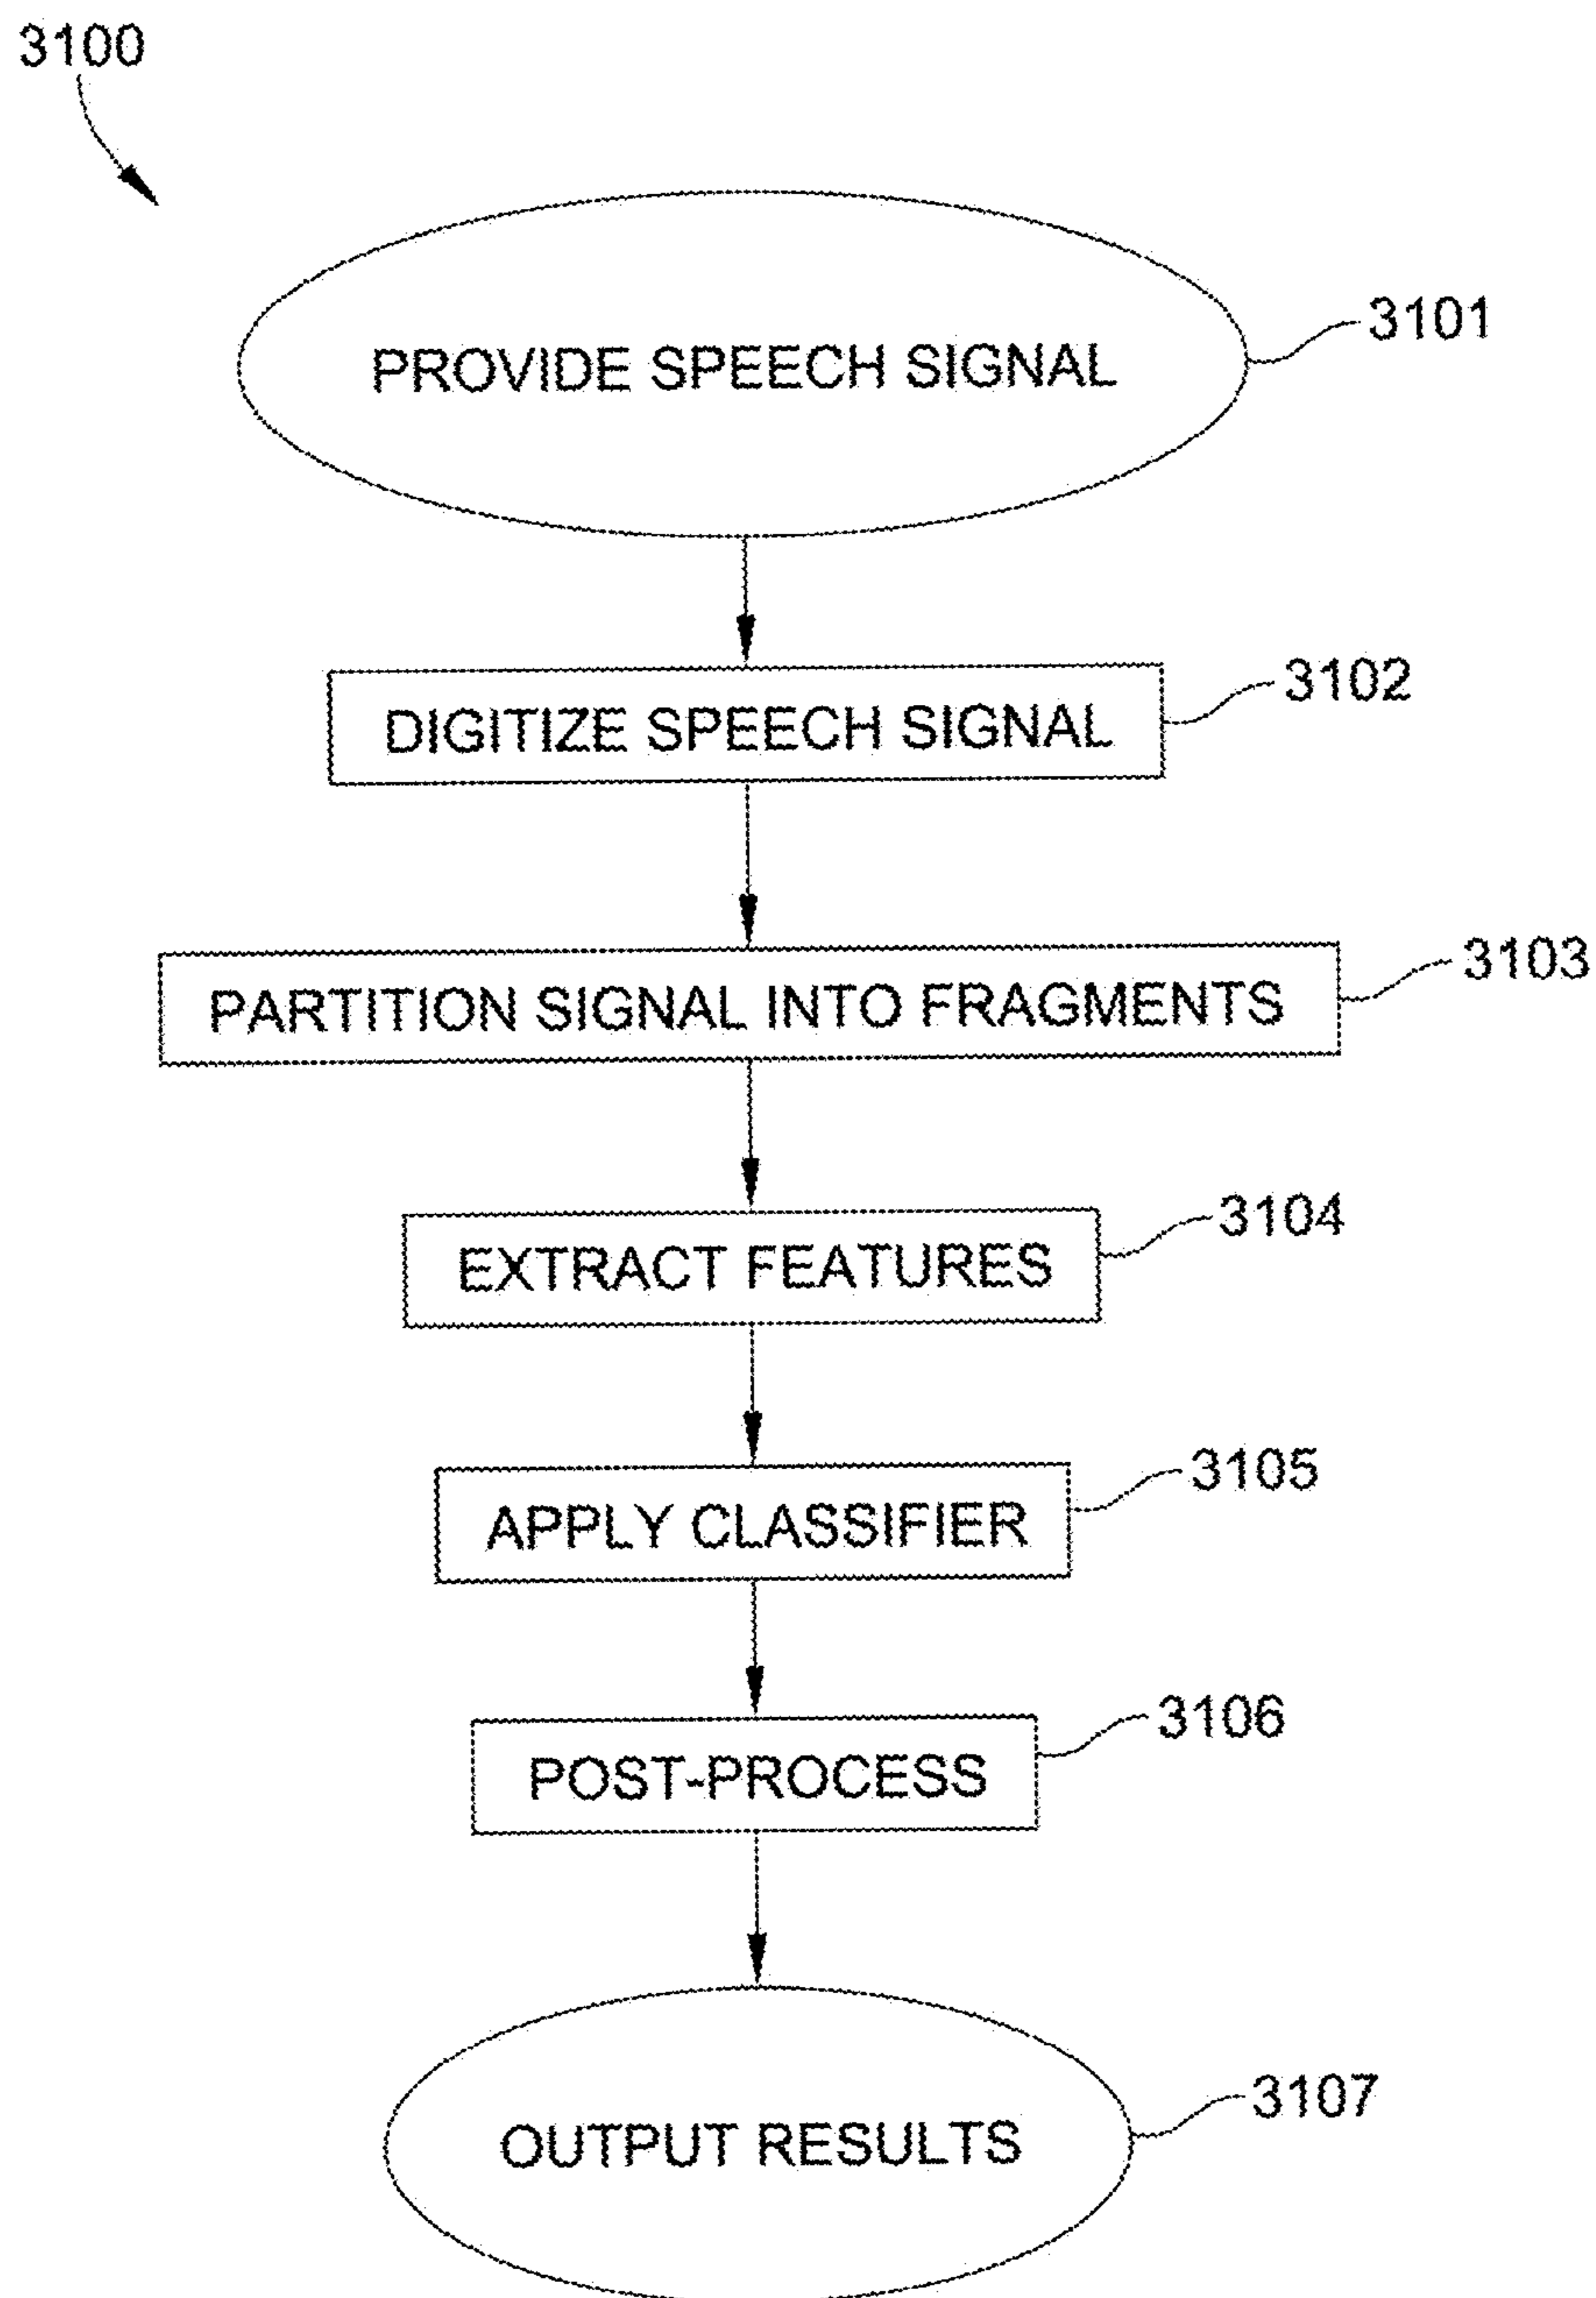 3100
PROVIDE SPEECH SIGNAL
3101
DIGITIZE SPEECH SIGNAL
3102
PARTITION SIGNAL INTO FRAGMENTS
3103
EXTRACT FEATURES
3104
APPLY CLASSIFIER
3105
POST-PROCESS
3106
OUTPUT RESULTS
3107